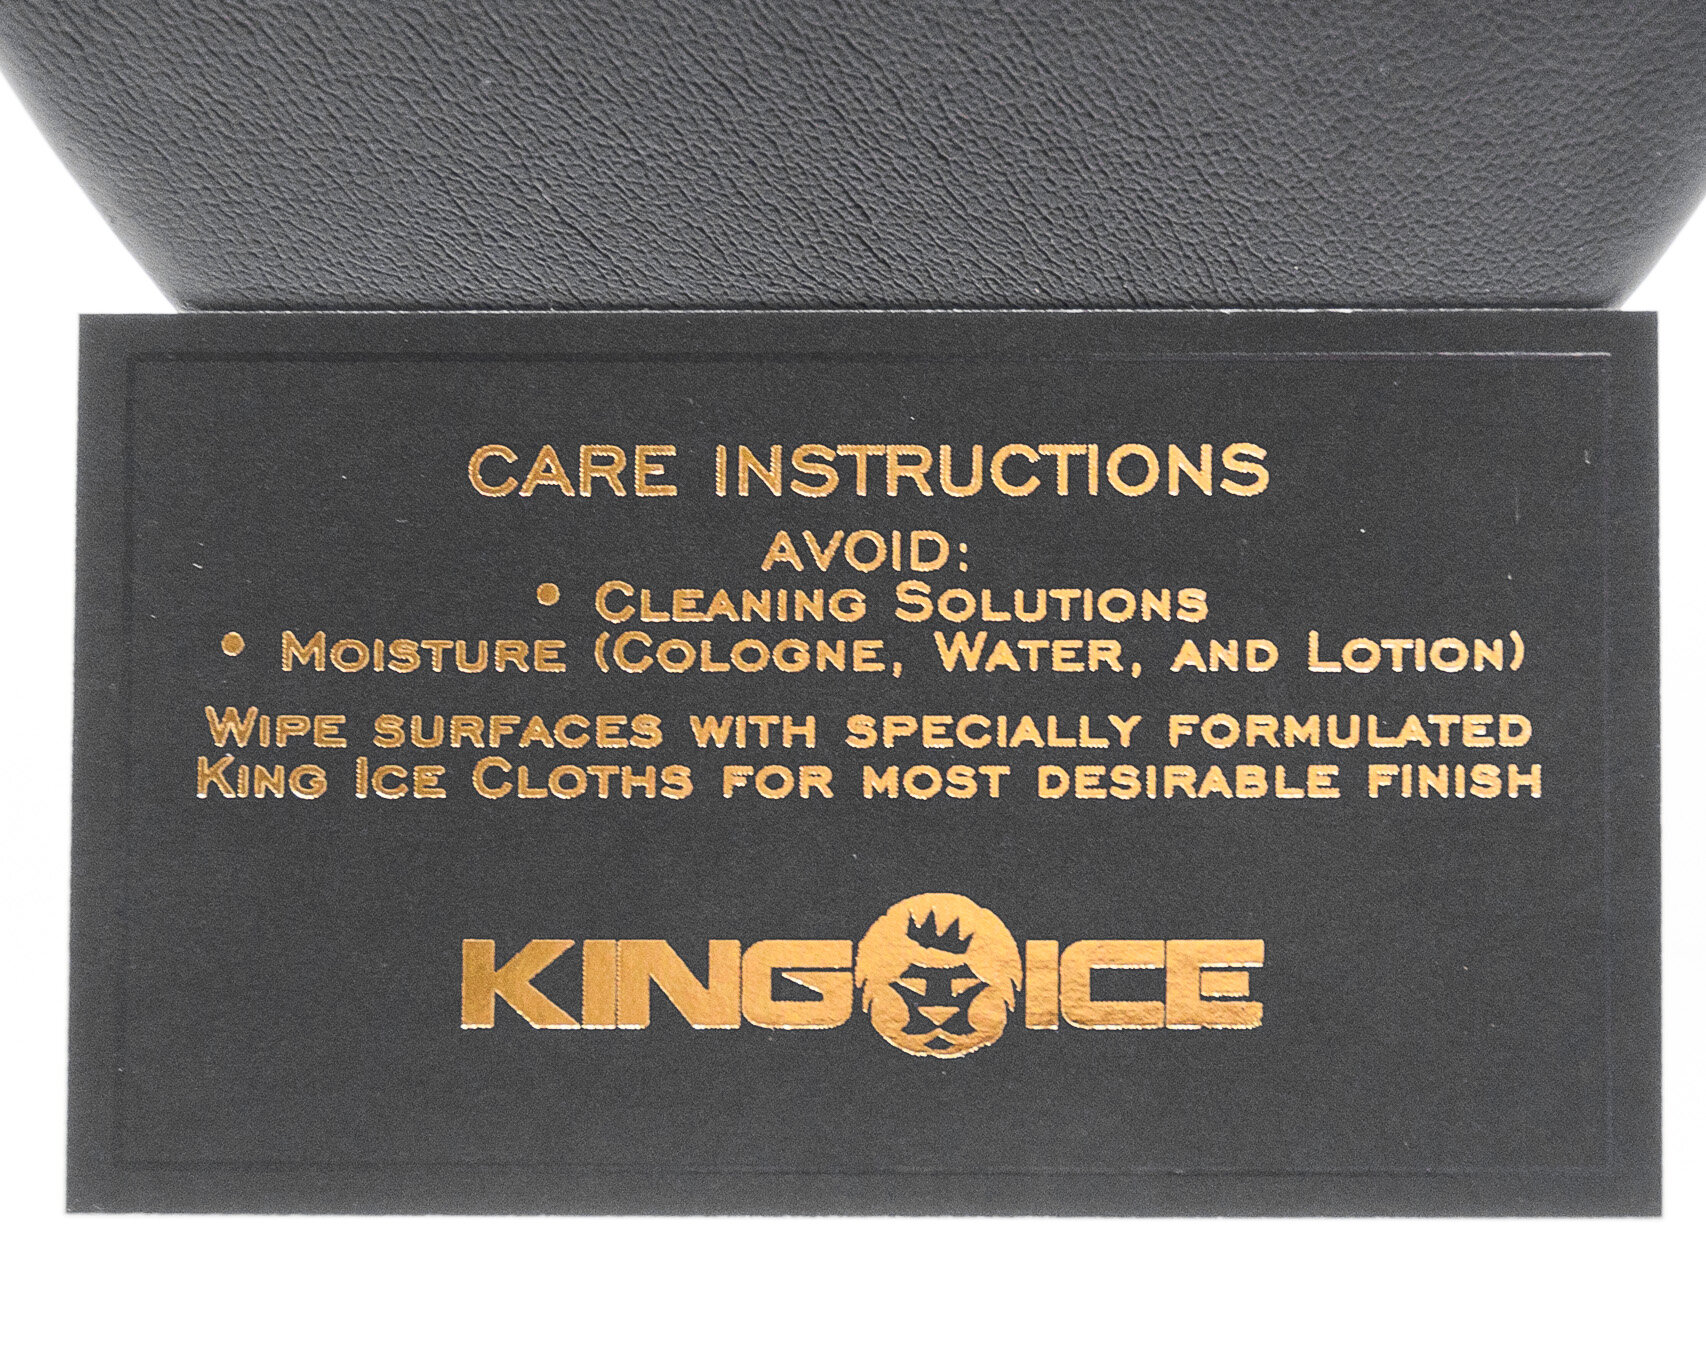 CARE INSTRUCTIONS
AVOID:
• CLEANING SOLUTIONS
• MOISTURE (COLOGNE, WATER, AND LOTION)
WIPE SURFACES WITH SPECIALLY FORMULATED
KING ICE CLOTHS FOR MOST DESIRABLE FINISH
KING ICE